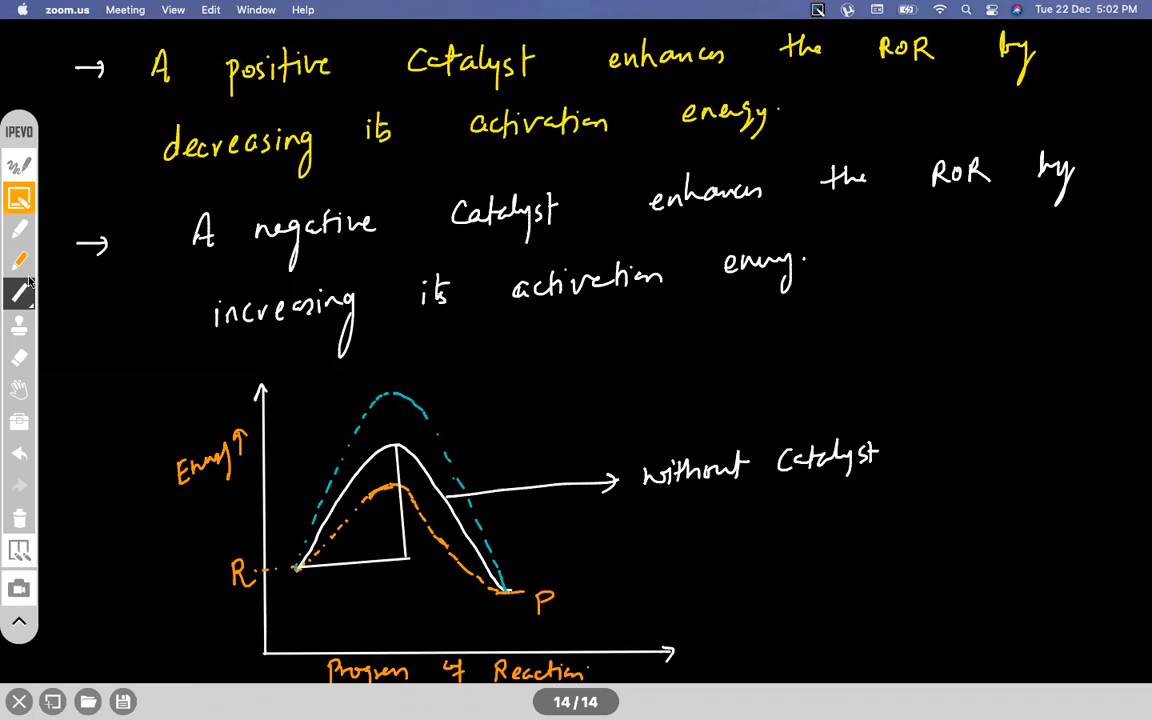 zoom.us Meeting View Edit Window Help Tue 22 Dec 5:02 PM
→ A positive Catalyst enhances the ROR by
decreasing its activation energy.
IPEVO
→ A negative Catalyst enhances the ROR by
increasing its activation energy.
Energy↑
without Catalyst
R
P
Progress of Reaction
14/14